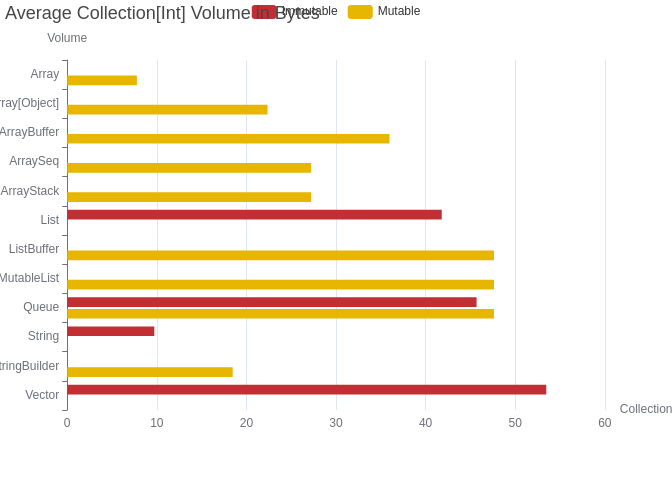 Average Collection[Int] Volume in Bytes
Immutable
Mutable
Volume
Array
rray[Object]
ArrayBuffer
ArraySeq
ArrayStack
List
ListBuffer
MutableList
Queue
String
tringBuilder
Vector
Collection
0 10 20 30 40 50 60